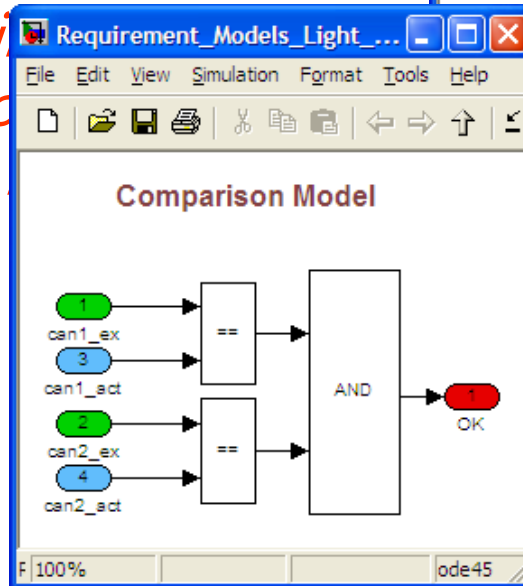 Requirement_Models_Light_...
File Edit View Simulation Format Tools Help
Comparison Model
1
can1_ex
==
3
can1_act
AND
1
OK
2
can2_ex
==
4
can2_act
100%
ode45